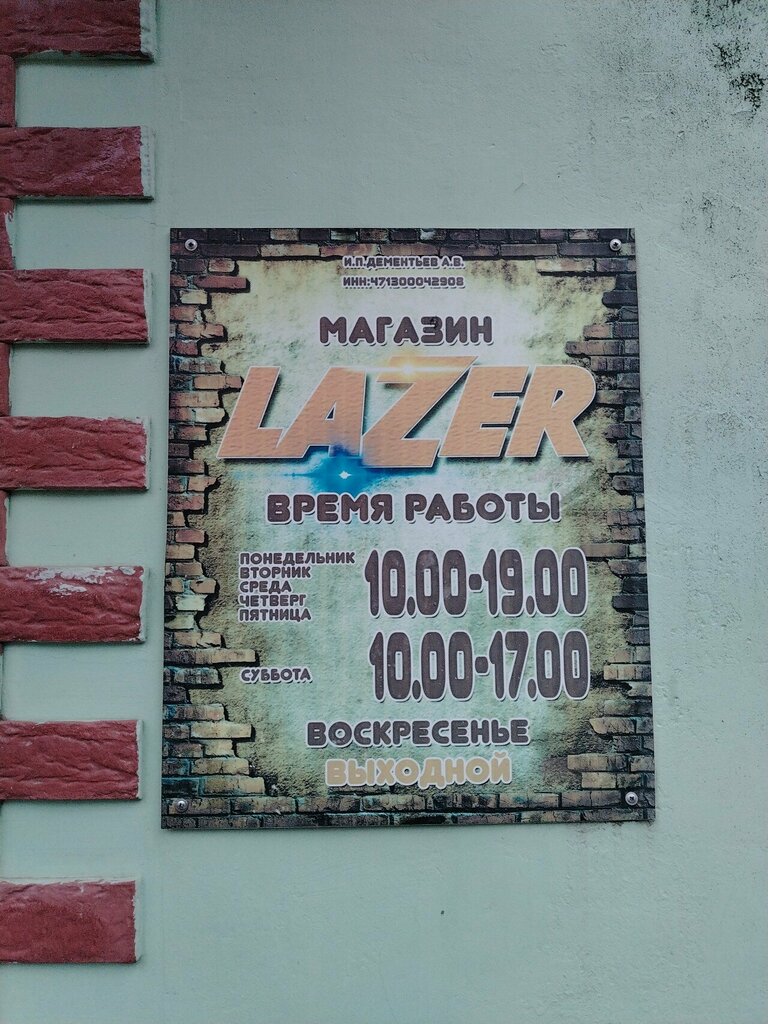 И.П.ДЕМЕНТЬЕВ А.В.
ИНН:471300042908
МАГАЗИН
LAZER
ВРЕМЯ РАБОТЫ
ПОНЕДЕЛЬНИК
ВТОРНИК
СРЕДА
ЧЕТВЕРГ
ПЯТНИЦА
10.00-19.00
СУББОТА
10.00-17.00
ВОСКРЕСЕНЬЕ
ВЫХОДНОЙ